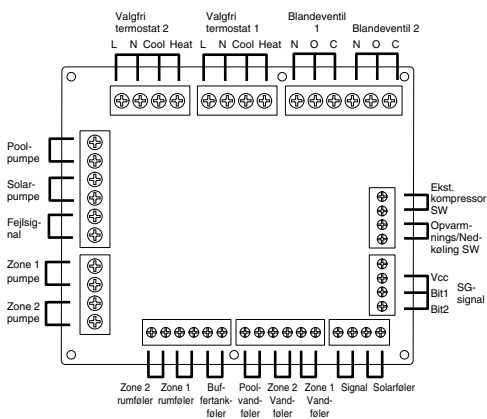 Valgfri
termostat 2
L N Cool Heat
Valgfri
termostat 1
L N Cool Heat
Blandeventil
1
N O C
Blandeventil 2
N O C
Pool-
pumpe
Solar-
pumpe
Fejlsig-
nal
Zone 1
pumpe
Zone 2
pumpe
Ekst.
kompressor
SW
Opvarm-
nings/Ned-
køling SW
Vcc
Bit1
Bit2
SG-
signal
Zone 2
rumføler
Zone 1
rumføler
Buf-
fertank-
føler
Pool-
vand-
føler
Zone 2
Vand-
føler
Zone 1
Vand-
føler
Signal
Solarføler